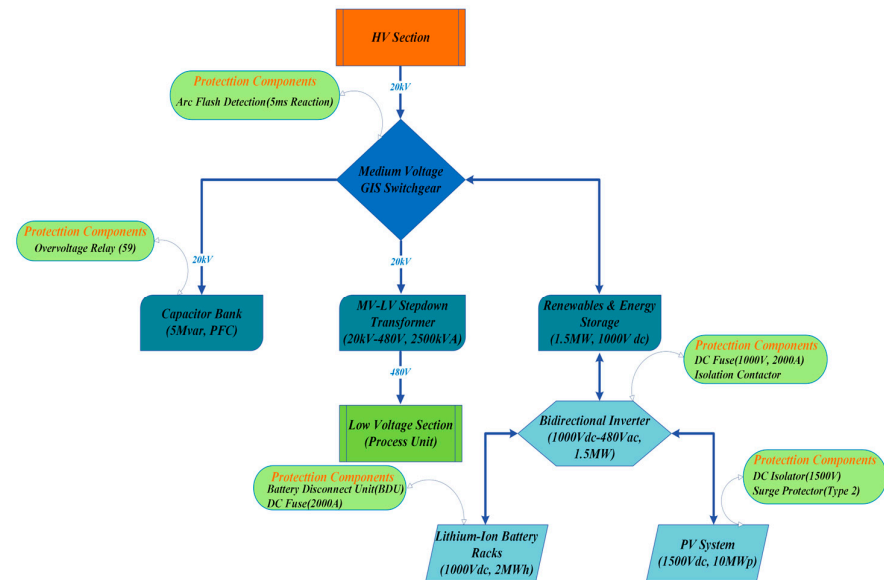 HV Section
20kV
Protecttion Components
Arc Flash Detection(5ms Reaction)
Medium Voltage
GIS Switchgear
Protecttion Components
Overvoltage Relay (59)
20kV
20kV
Capacitor Bank
(5Mvar, PFC)
MV-LV Stepdown
Transformer
(20kV-480V, 2500kVA)
Renewables & Energy
Storage
(1.5MW, 1000V dc)
Protecttion Components
DC Fuse(1000V, 2000A)
Isolation Contactor
480V
Low Voltage Section
(Process Unit)
Bidirectional Inverter
(1000Vdc-480Vac,
1.5MW)
Protecttion Components
Battery Disconnect Unit(BDU)
DC Fuse(2000A)
Protecttion Components
DC Isolator(1500V)
Surge Protector(Type 2)
Lithium-Ion Battery
Racks
(1000Vdc, 2MWh)
PV System
(1500Vdc, 10MWp)